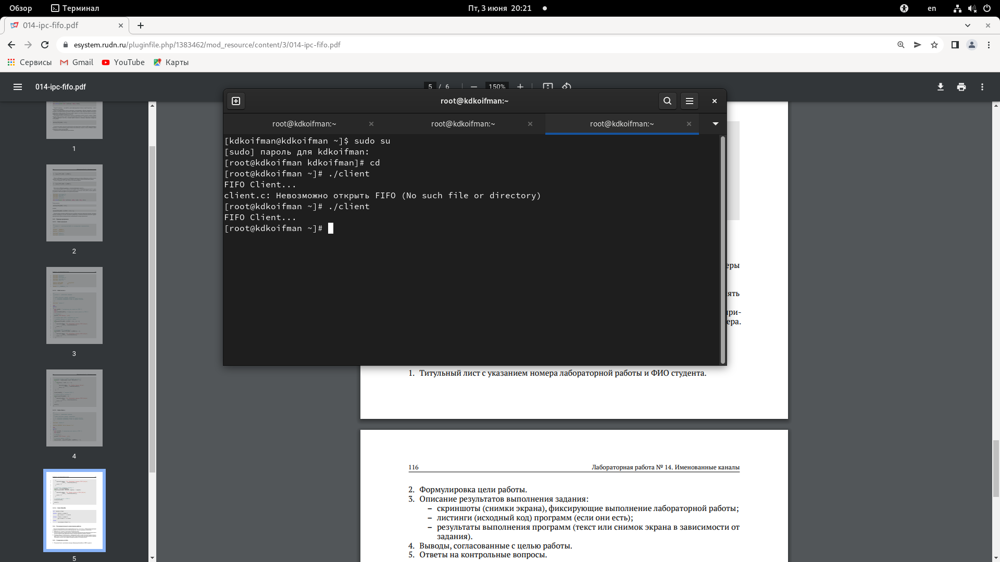 Обзор
Терминал
Пт, 3 июня 20:21
en
014-ipc-fifo.pdf
esystem.rudn.ru/pluginfile.php/1383462/mod_resource/content/3/014-ipc-fifo.pdf
Сервисы
Gmail
YouTube
Карты
014-ipc-fifo.pdf
5 / 6
150%
root@kdkoifman:~
root@kdkoifman:~
root@kdkoifman:~
root@kdkoifman:~
[kdkoifman@kdkoifman ~]$ sudo su
[sudo] пароль для kdkoifman:
[root@kdkoifman kdkoifman]# cd
[root@kdkoifman ~]# ./client
FIFO Client...
client.c: Невозможно открыть FIFO (No such file or directory)
[root@kdkoifman ~]# ./client
FIFO Client...
[root@kdkoifman ~]#
1
2
3
4
5
еры
ять
при-
ера.
1. Титульный лист с указанием номера лабораторной работы и ФИО студента.
116 Лабораторная работа № 14. Именованные каналы
2. Формулировка цели работы.
3. Описание результатов выполнения задания:
– скриншоты (снимки экрана), фиксирующие выполнение лабораторной работы;
– листинги (исходный код) программ (если они есть);
– результаты выполнения программ (текст или снимок экрана в зависимости от
задания).
4. Выводы, согласованные с целью работы.
5. Ответы на контрольные вопросы.